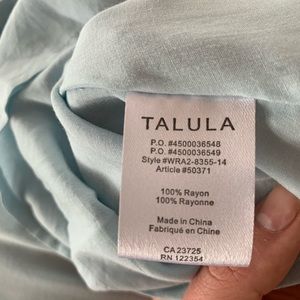 TALULA
P.O. #4500036548
P.O. #4500036549
Style #WRA2-8355-14
Article #50371
100% Rayon
100% Rayonne
Made in China
Fabriqué en Chine
CA 23725
RN 122354